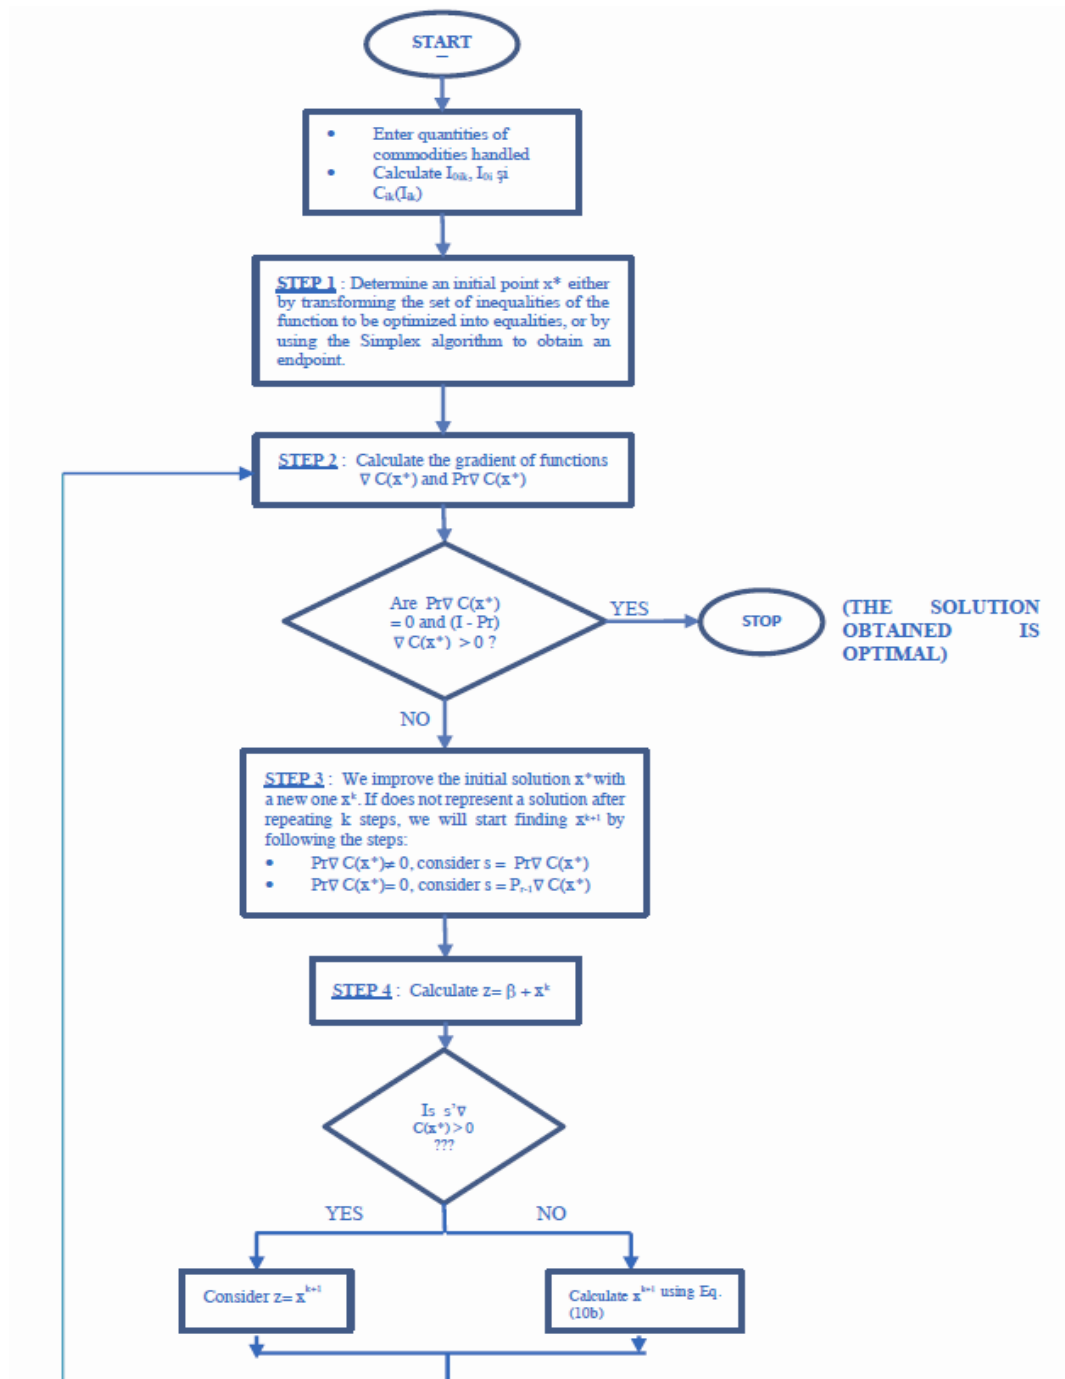 START
• Enter quantities of
commodities handled
• Calculate I₀ᵢₖ, I₀ᵢ şi
Cᵢₖ(Iᵢₖ)
STEP 1 : Determine an initial point x* either
by transforming the set of inequalities of the
function to be optimized into equalities, or by
using the Simplex algorithm to obtain an
endpoint.
STEP 2 : Calculate the gradient of functions
∇ C(x*) and Pr∇ C(x*)
Are Pr∇ C(x*)
= 0 and (I - Pr)
∇ C(x*) > 0 ?
YES
STOP
(THE SOLUTION
OBTAINED IS
OPTIMAL)
NO
STEP 3 : We improve the initial solution x* with
a new one xᵏ. If does not represent a solution after
repeating k steps, we will start finding xᵏ⁺¹ by
following the steps:
• Pr∇ C(x*)≠ 0, consider s = Pr∇ C(x*)
• Pr∇ C(x*)= 0, consider s = Pᵣ₋₁∇ C(x*)
STEP 4 : Calculate z= β + xᵏ
Is s’∇
C(x*) > 0
???
YES
NO
Consider z= xᵏ⁺¹
Calculate xᵏ⁺¹ using Eq.
(10b)